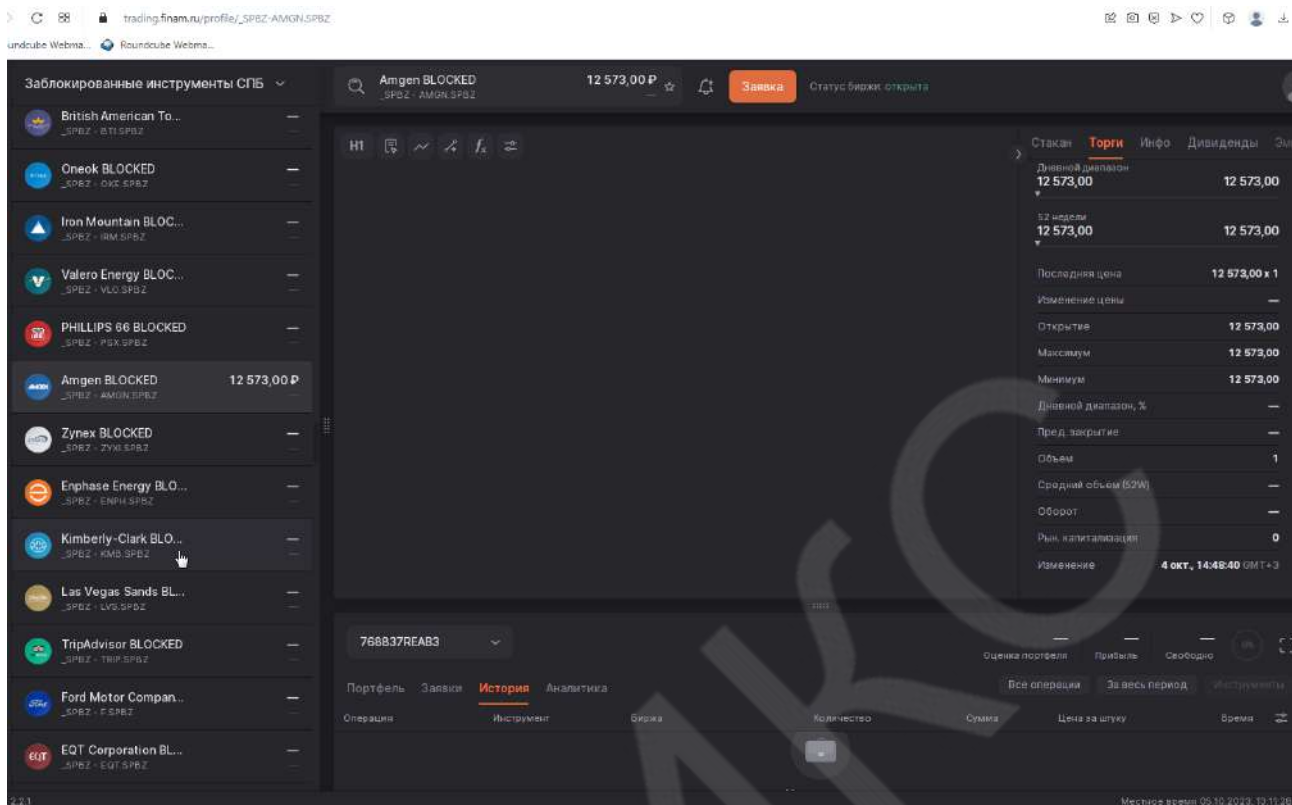 trading.finam.ru/profile/_SPBZ-AMGN.SPBZ
undcube Webma... Roundcube Webma...
Заблокированные инструменты СПБ
British American To... —
_SPBZ - BTI.SPBZ —
Oneok BLOCKED —
_SPBZ - OKE.SPBZ —
Iron Mountain BLOC... —
_SPBZ - IRM.SPBZ —
Valero Energy BLOC... —
_SPBZ - VLO.SPBZ —
PHILLIPS 66 BLOCKED —
_SPBZ - PSX.SPBZ —
Amgen BLOCKED 12 573,00 ₽
_SPBZ - AMGN.SPBZ —
Zynex BLOCKED —
_SPBZ - ZYXI.SPBZ —
Enphase Energy BLO... —
_SPBZ - ENPH.SPBZ —
Kimberly-Clark BLO... —
_SPBZ - KMB.SPBZ —
Las Vegas Sands BL... —
_SPBZ - LVS.SPBZ —
TripAdvisor BLOCKED —
_SPBZ - TRIP.SPBZ —
Ford Motor Compan... —
_SPBZ - F.SPBZ —
EQT Corporation BL... —
_SPBZ - EQT.SPBZ —
2.2.1
Amgen BLOCKED 12 573,00 ₽
_SPBZ - AMGN.SPBZ —
Заявка
Статус биржи: открыта
H1
Стакан Торги Инфо Дивиденды Эм
Дневной диапазон
12 573,00 12 573,00
52 недели
12 573,00 12 573,00
Последняя цена 12 573,00 x 1
Изменение цены —
Открытие 12 573,00
Максимум 12 573,00
Минимум 12 573,00
Дневной диапазон, % —
Пред. закрытие —
Объем 1
Средний объём (52W) —
Оборот —
Рын. капитализация 0
Изменение 4 окт., 14:48:40 GMT+3
768837REAB3
— — —
Оценка портфеля Прибыль Свободно
Портфель Заявки История Аналитика
Все операции За весь период Инструменты
Операция Инструмент Биржа Количество Сумма Цена за штуку Время